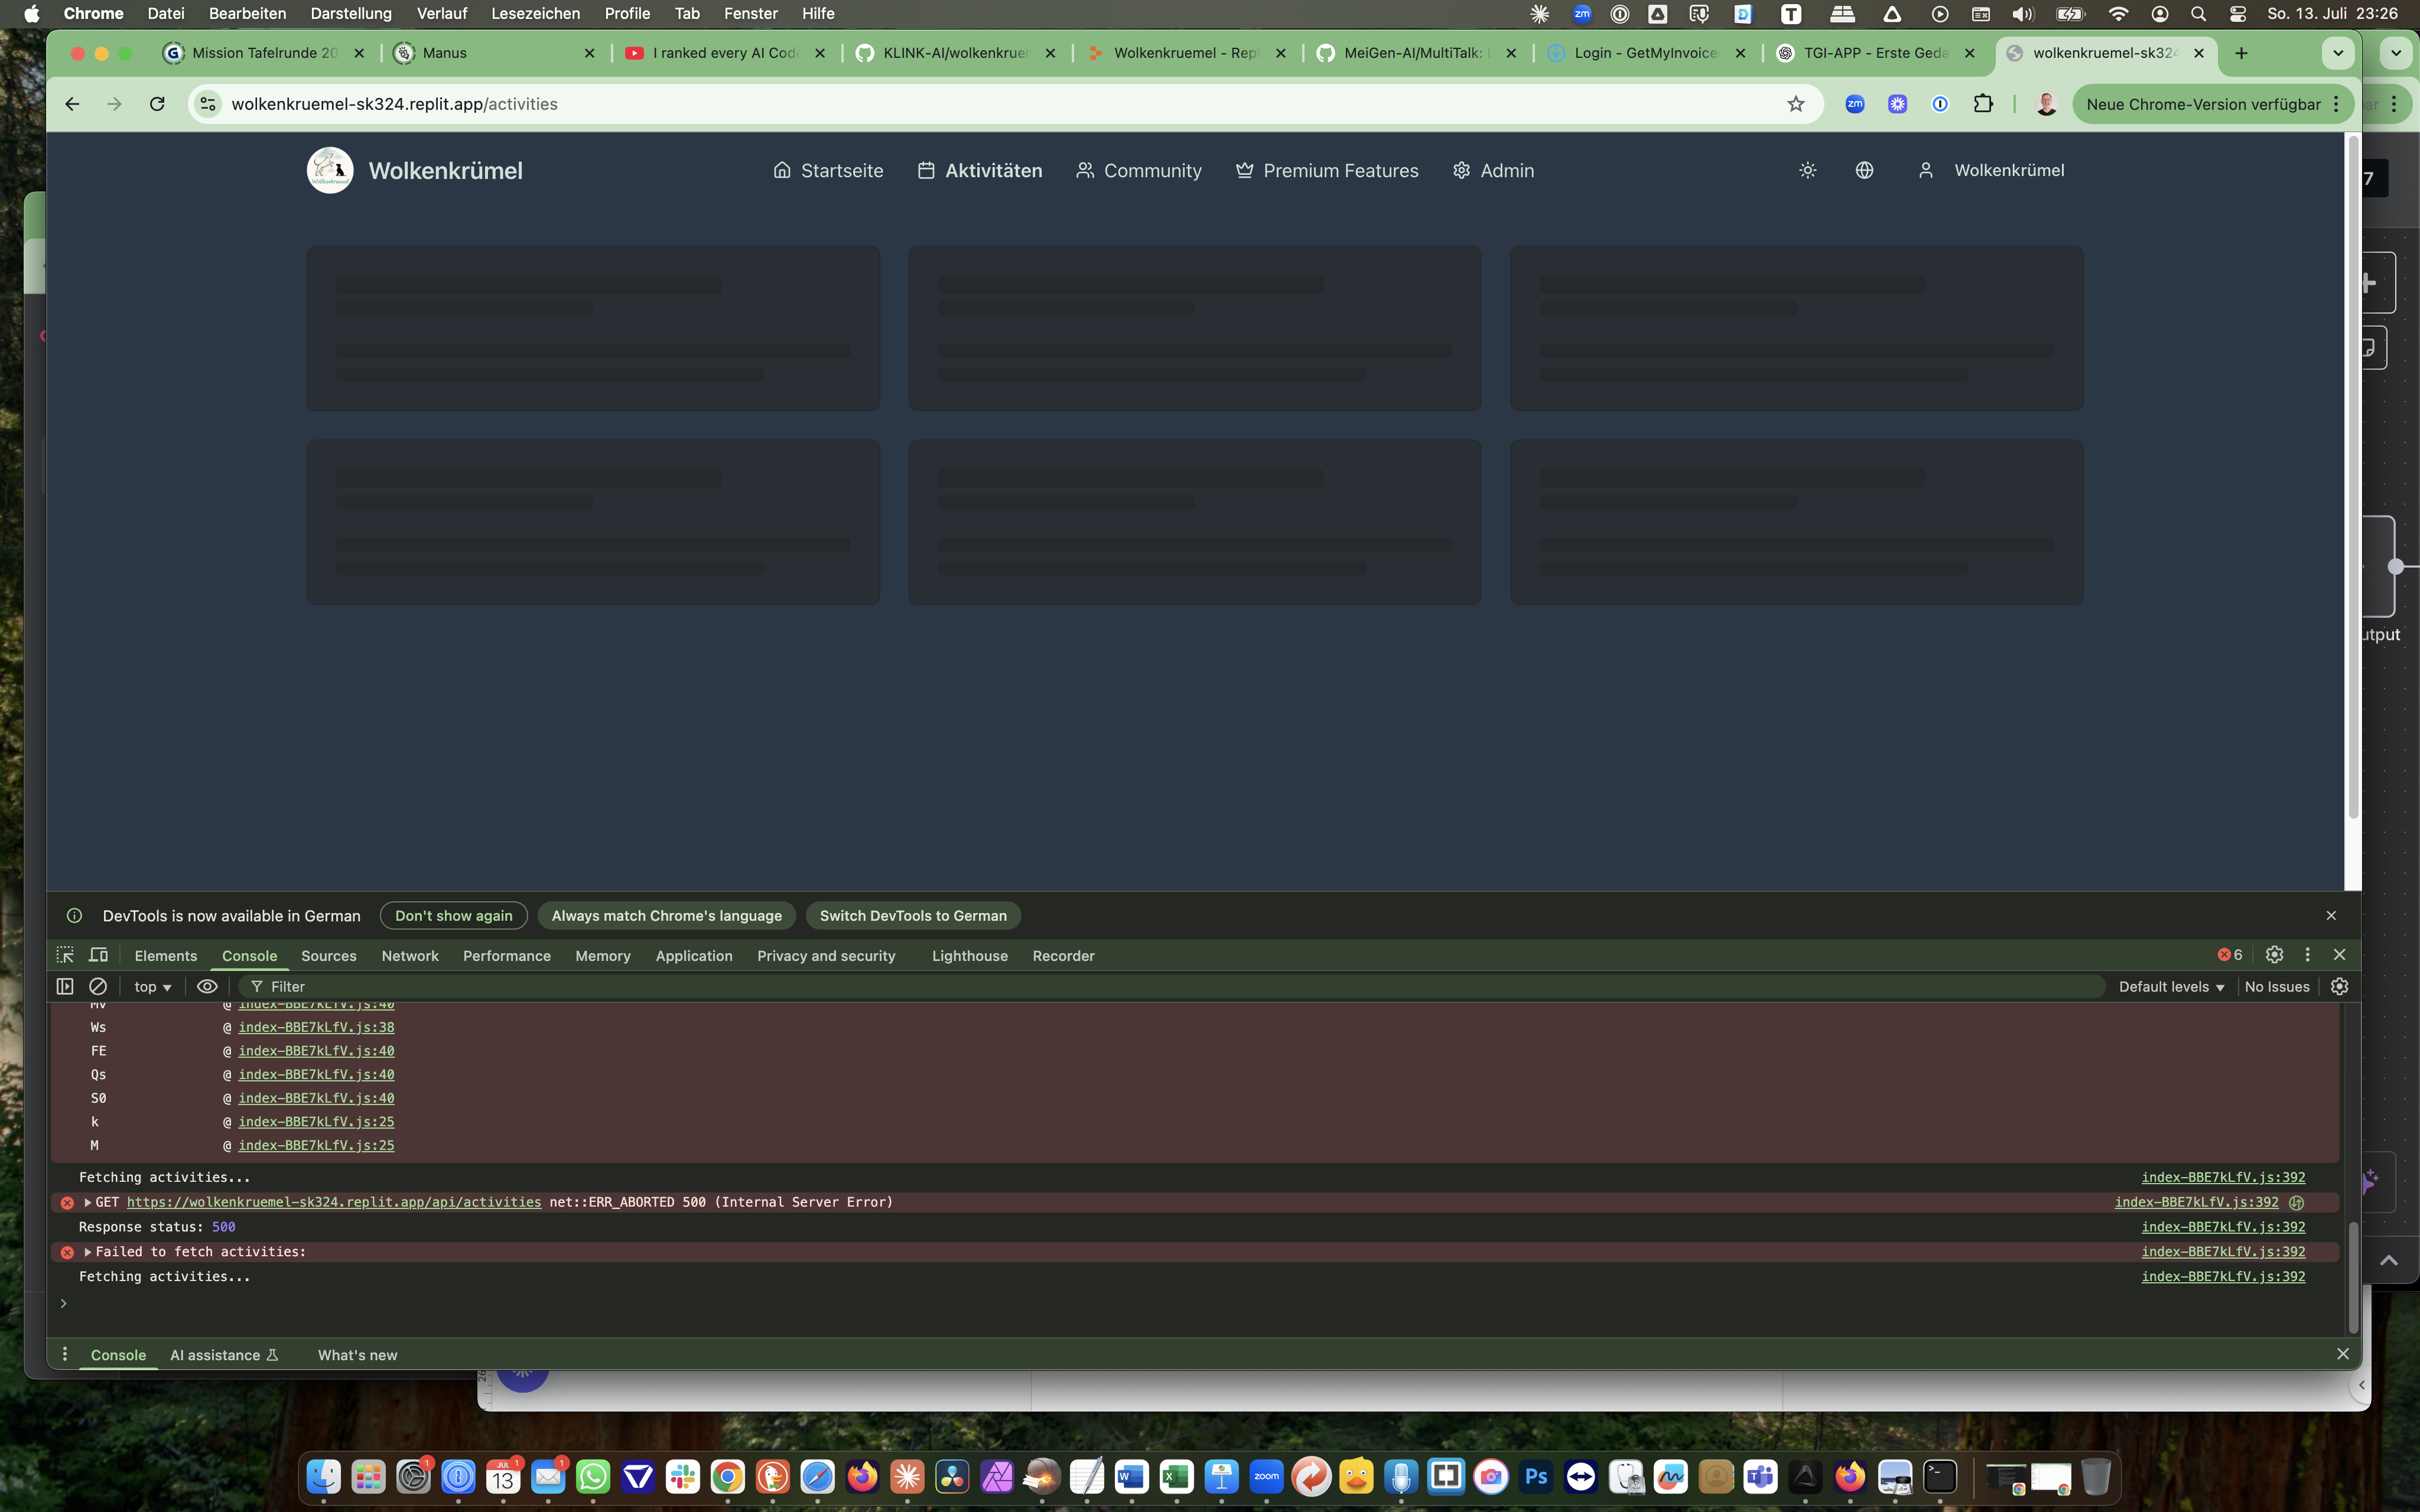 Chrome Datei Bearbeiten Darstellung Verlauf Lesezeichen Profile Tab Fenster Hilfe So. 13. Juli 23:26
Mission Tafelrunde 20 Manus I ranked every AI Code KLINK-AI/wolkenkruem Wolkenkruemel - Repl MeiGen-AI/MultiTalk: Login - GetMyInvoice TGI-APP - Erste Geda wolkenkruemel-sk324
wolkenkruemel-sk324.replit.app/activities Neue Chrome-Version verfügbar
Wolkenkrümel Startseite Aktivitäten Community Premium Features Admin Wolkenkrümel
7
utput
DevTools is now available in German Don't show again Always match Chrome's language Switch DevTools to German
Elements Console Sources Network Performance Memory Application Privacy and security Lighthouse Recorder 6
top Filter Default levels No Issues
Mv @ index-BBE7kLfV.js:40
Ws @ index-BBE7kLfV.js:38
FE @ index-BBE7kLfV.js:40
Qs @ index-BBE7kLfV.js:40
S0 @ index-BBE7kLfV.js:40
k @ index-BBE7kLfV.js:25
M @ index-BBE7kLfV.js:25
Fetching activities... index-BBE7kLfV.js:392
GET https://wolkenkruemel-sk324.replit.app/api/activities net::ERR_ABORTED 500 (Internal Server Error) index-BBE7kLfV.js:392
Response status: 500 index-BBE7kLfV.js:392
Failed to fetch activities: index-BBE7kLfV.js:392
Fetching activities... index-BBE7kLfV.js:392
Console AI assistance What's new